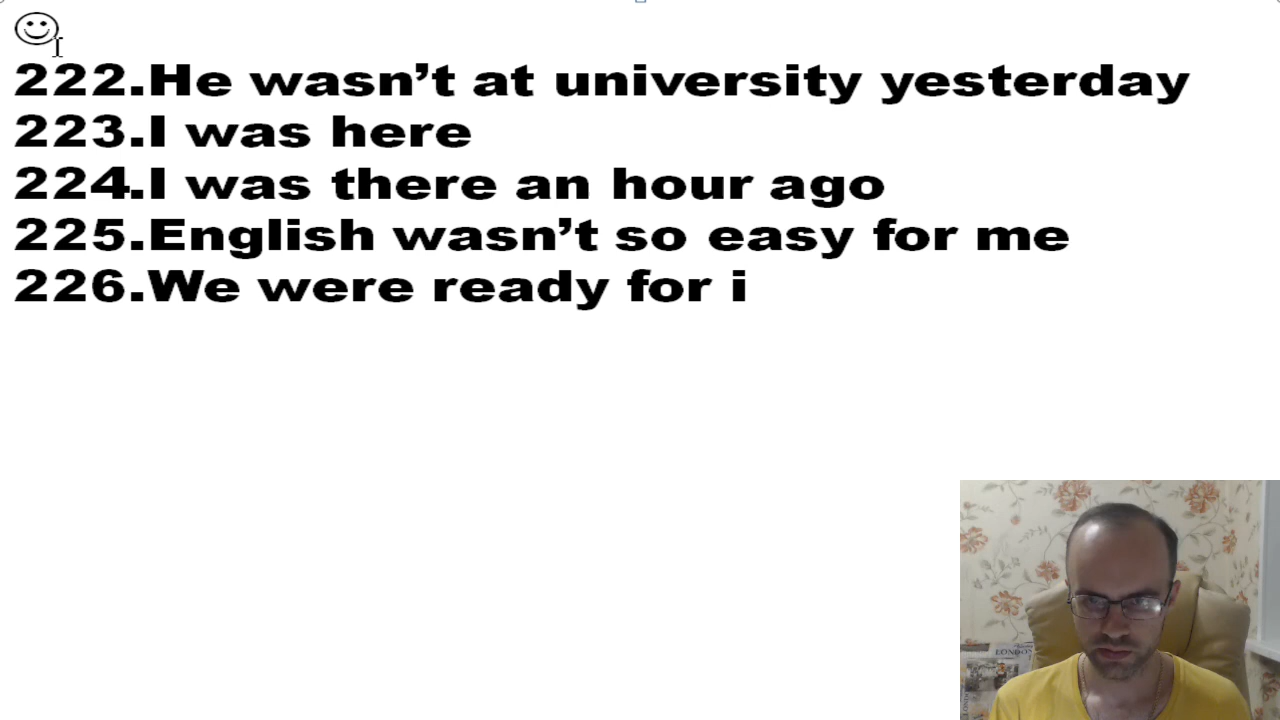 222.He wasn’t at university yesterday
223.I was here
224.I was there an hour ago
225.English wasn’t so easy for me
226.We were ready for i
LONDON